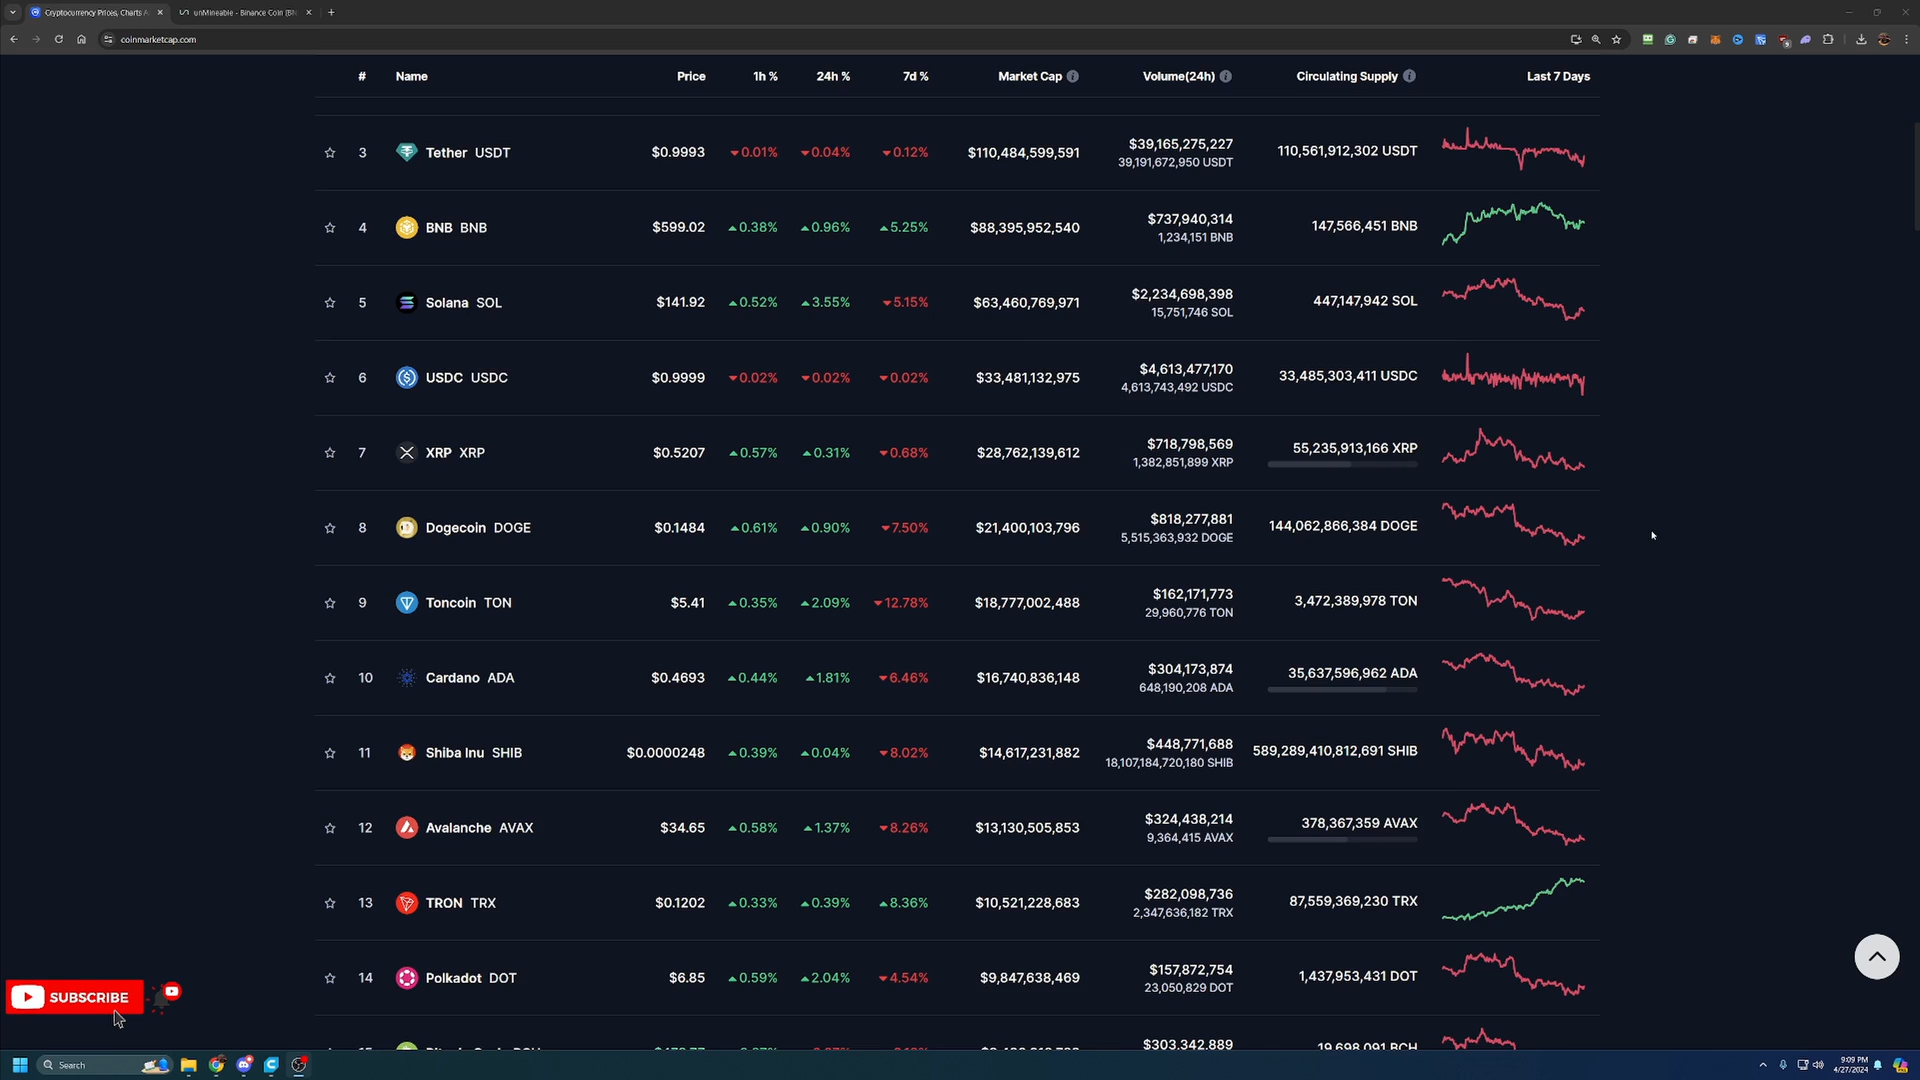 Cryptocurrency Prices, Charts A
unMineable - Binance Coin (BN
coinmarketcap.com
# Name Price 1h % 24h % 7d % Market Cap Volume(24h) Circulating Supply Last 7 Days
3 Tether USDT $0.9993 0.01% 0.04% 0.12% $110,484,599,591 $39,165,275,227 110,561,912,302 USDT
39,191,672,950 USDT
4 BNB BNB $599.02 0.38% 0.96% 5.25% $88,395,952,540 $737,940,314 147,566,451 BNB
1,234,151 BNB
5 Solana SOL $141.92 0.52% 3.55% 5.15% $63,460,769,971 $2,234,698,398 447,147,942 SOL
15,751,746 SOL
6 USDC USDC $0.9999 0.02% 0.02% 0.02% $33,481,132,975 $4,613,477,170 33,485,303,411 USDC
4,613,743,492 USDC
7 XRP XRP $0.5207 0.57% 0.31% 0.68% $28,762,139,612 $718,798,569 55,235,913,166 XRP
1,382,851,899 XRP
8 Dogecoin DOGE $0.1484 0.61% 0.90% 7.50% $21,400,103,796 $818,277,881 144,062,866,384 DOGE
5,515,363,932 DOGE
9 Toncoin TON $5.41 0.35% 2.09% 12.78% $18,777,002,488 $162,171,773 3,472,389,978 TON
29,960,776 TON
10 Cardano ADA $0.4693 0.44% 1.81% 6.46% $16,740,836,148 $304,173,874 35,637,596,962 ADA
648,190,208 ADA
11 Shiba Inu SHIB $0.0000248 0.39% 0.04% 8.02% $14,617,231,882 $448,771,688 589,289,410,812,691 SHIB
18,107,184,720,180 SHIB
12 Avalanche AVAX $34.65 0.58% 1.37% 8.26% $13,130,505,853 $324,438,214 378,367,359 AVAX
9,364,415 AVAX
13 TRON TRX $0.1202 0.33% 0.39% 8.36% $10,521,228,683 $282,098,736 87,559,369,230 TRX
2,347,636,182 TRX
14 Polkadot DOT $6.85 0.59% 2.04% 4.54% $9,847,638,469 $157,872,754 1,437,953,431 DOT
23,050,829 DOT
$303,342,889 19,698,091 BCH
SUBSCRIBE
Search
9:09 PM
4/27/2024